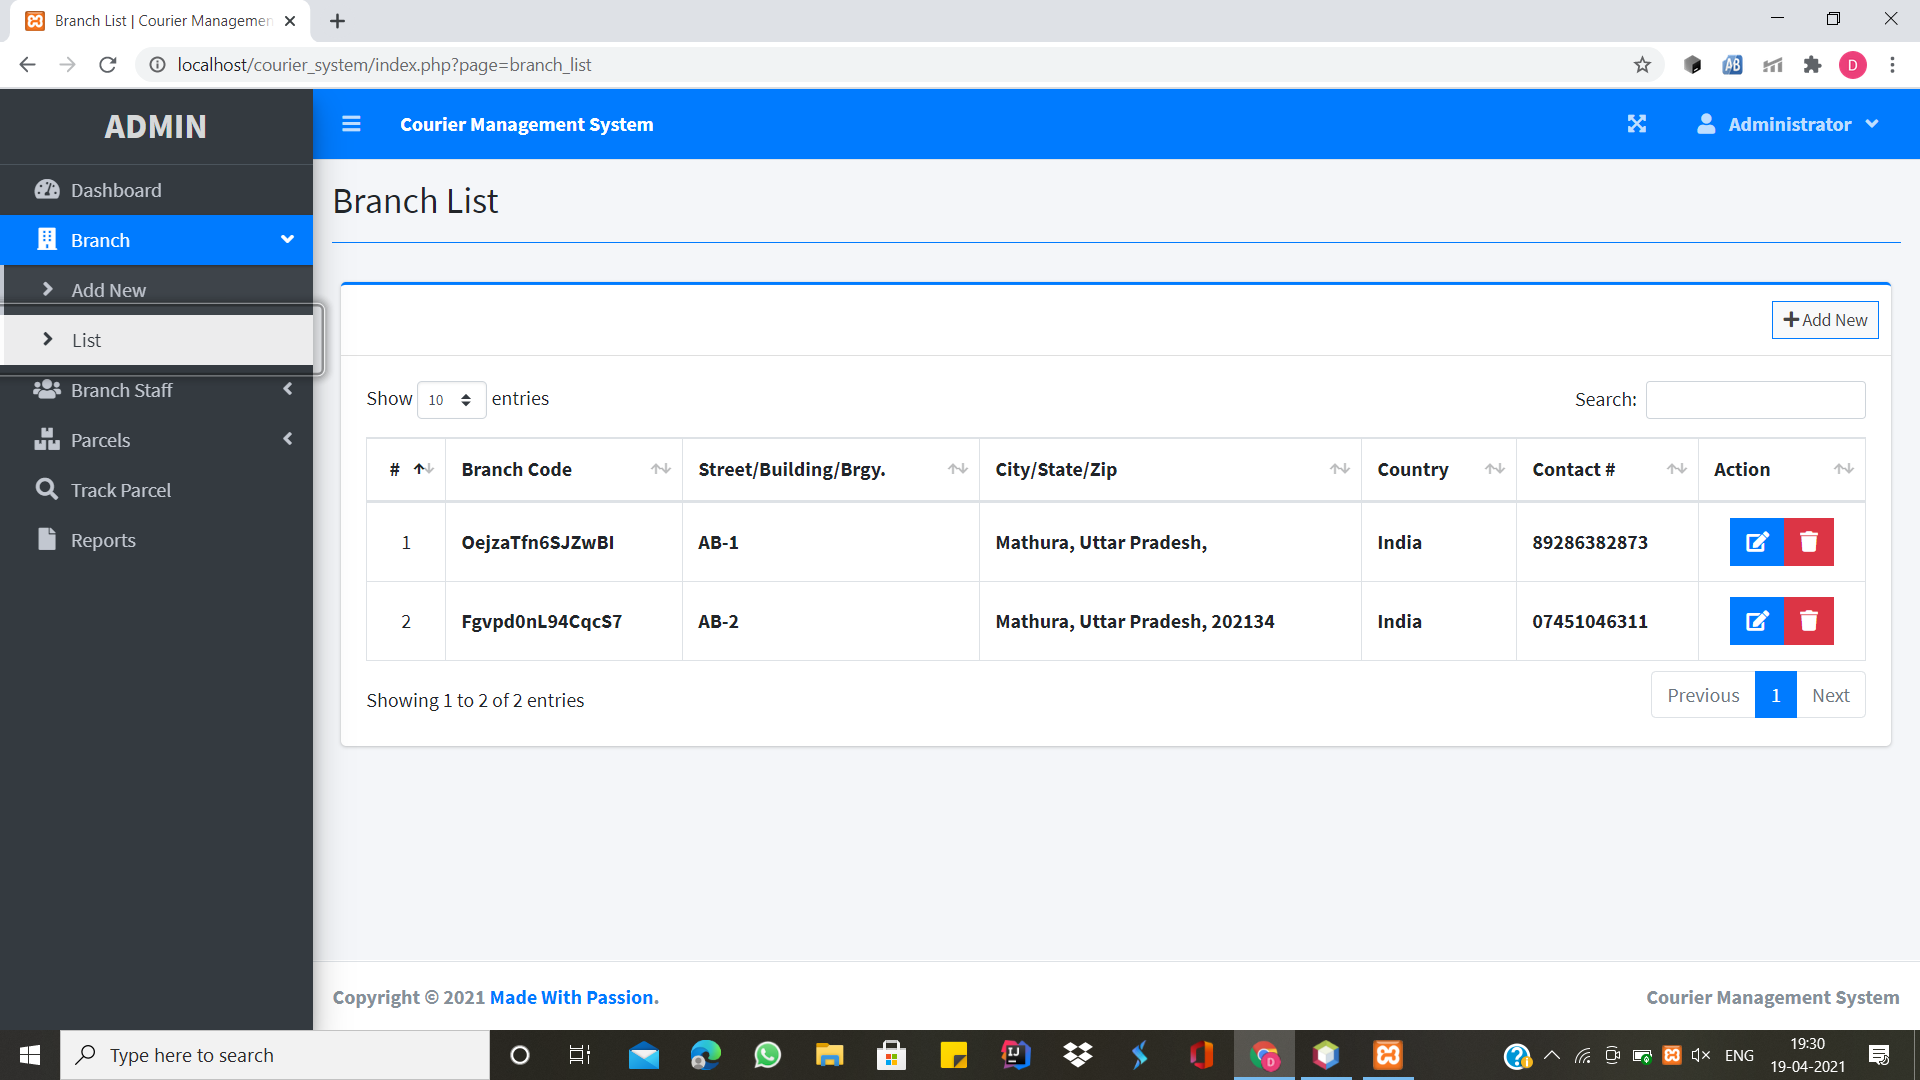 Branch List | Courier Managemen
localhost/courier_system/index.php?page=branch_list
D
ADMIN
Courier Management System
Administrator
Dashboard
Branch
Add New
List
Branch Staff
Parcels
Track Parcel
Reports
Branch List
Add New
Show 10 entries
Search:
# Branch Code Street/Building/Brgy. City/State/Zip Country Contact # Action
1 OejzaTfn6SJZwBI AB-1 Mathura, Uttar Pradesh, India 89286382873
2 Fgvpd0nL94CqcS7 AB-2 Mathura, Uttar Pradesh, 202134 India 07451046311
Showing 1 to 2 of 2 entries
Previous 1 Next
Copyright © 2021 Made With Passion.
Courier Management System
Type here to search
ENG
19:30
19-04-2021